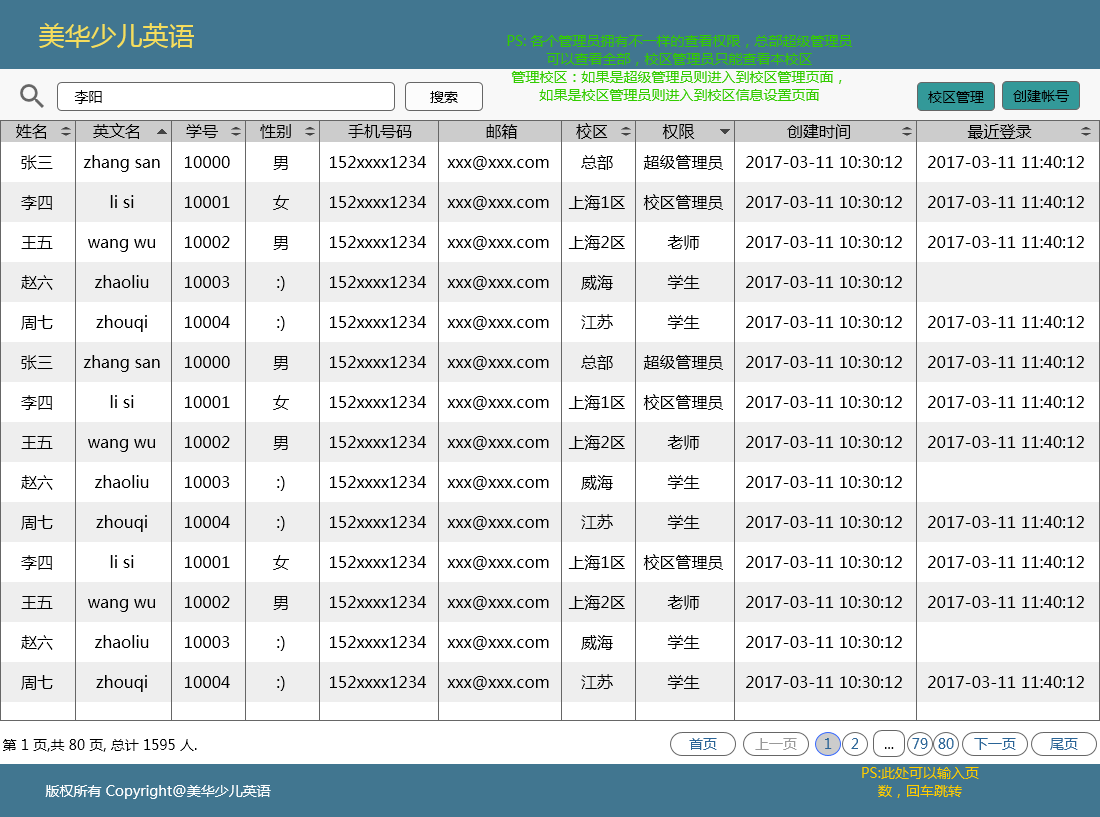 美华少儿英语
PS: 各个管理员拥有不一样的查看权限，总部超级管理员
可以查看全部，校区管理员只能查看本校区
管理校区：如果是超级管理员则进入到校区管理页面，
如果是校区管理员则进入到校区信息设置页面
李阳 搜索 校区管理 创建帐号
姓名 英文名 学号 性别 手机号码 邮箱 校区 权限 创建时间 最近登录
张三 zhang san 10000 男 152xxxx1234 xxx@xxx.com 总部 超级管理员 2017-03-11 10:30:12 2017-03-11 11:40:12
李四 li si 10001 女 152xxxx1234 xxx@xxx.com 上海1区 校区管理员 2017-03-11 10:30:12 2017-03-11 11:40:12
王五 wang wu 10002 男 152xxxx1234 xxx@xxx.com 上海2区 老师 2017-03-11 10:30:12 2017-03-11 11:40:12
赵六 zhaoliu 10003 :) 152xxxx1234 xxx@xxx.com 威海 学生 2017-03-11 10:30:12
周七 zhouqi 10004 :) 152xxxx1234 xxx@xxx.com 江苏 学生 2017-03-11 10:30:12 2017-03-11 11:40:12
张三 zhang san 10000 男 152xxxx1234 xxx@xxx.com 总部 超级管理员 2017-03-11 10:30:12 2017-03-11 11:40:12
李四 li si 10001 女 152xxxx1234 xxx@xxx.com 上海1区 校区管理员 2017-03-11 10:30:12 2017-03-11 11:40:12
王五 wang wu 10002 男 152xxxx1234 xxx@xxx.com 上海2区 老师 2017-03-11 10:30:12 2017-03-11 11:40:12
赵六 zhaoliu 10003 :) 152xxxx1234 xxx@xxx.com 威海 学生 2017-03-11 10:30:12
周七 zhouqi 10004 :) 152xxxx1234 xxx@xxx.com 江苏 学生 2017-03-11 10:30:12 2017-03-11 11:40:12
李四 li si 10001 女 152xxxx1234 xxx@xxx.com 上海1区 校区管理员 2017-03-11 10:30:12 2017-03-11 11:40:12
王五 wang wu 10002 男 152xxxx1234 xxx@xxx.com 上海2区 老师 2017-03-11 10:30:12 2017-03-11 11:40:12
赵六 zhaoliu 10003 :) 152xxxx1234 xxx@xxx.com 威海 学生 2017-03-11 10:30:12
周七 zhouqi 10004 :) 152xxxx1234 xxx@xxx.com 江苏 学生 2017-03-11 10:30:12 2017-03-11 11:40:12
第 1 页,共 80 页, 总计 1595 人. 首页 上一页 1 2 ... 79 80 下一页 尾页
PS:此处可以输入页
数，回车跳转
版权所有 Copyright@美华少儿英语